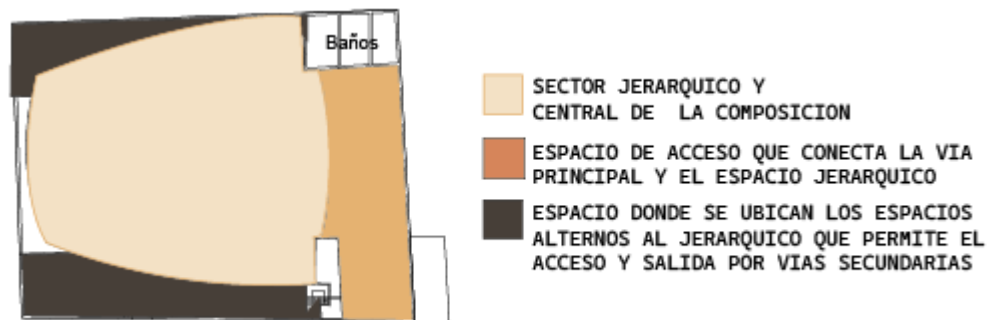 Baños
SECTOR JERARQUICO Y
CENTRAL DE LA COMPOSICION
ESPACIO DE ACCESO QUE CONECTA LA VIA
PRINCIPAL Y EL ESPACIO JERARQUICO
ESPACIO DONDE SE UBICAN LOS ESPACIOS
ALTERNOS AL JERARQUICO QUE PERMITE EL
ACCESO Y SALIDA POR VIAS SECUNDARIAS